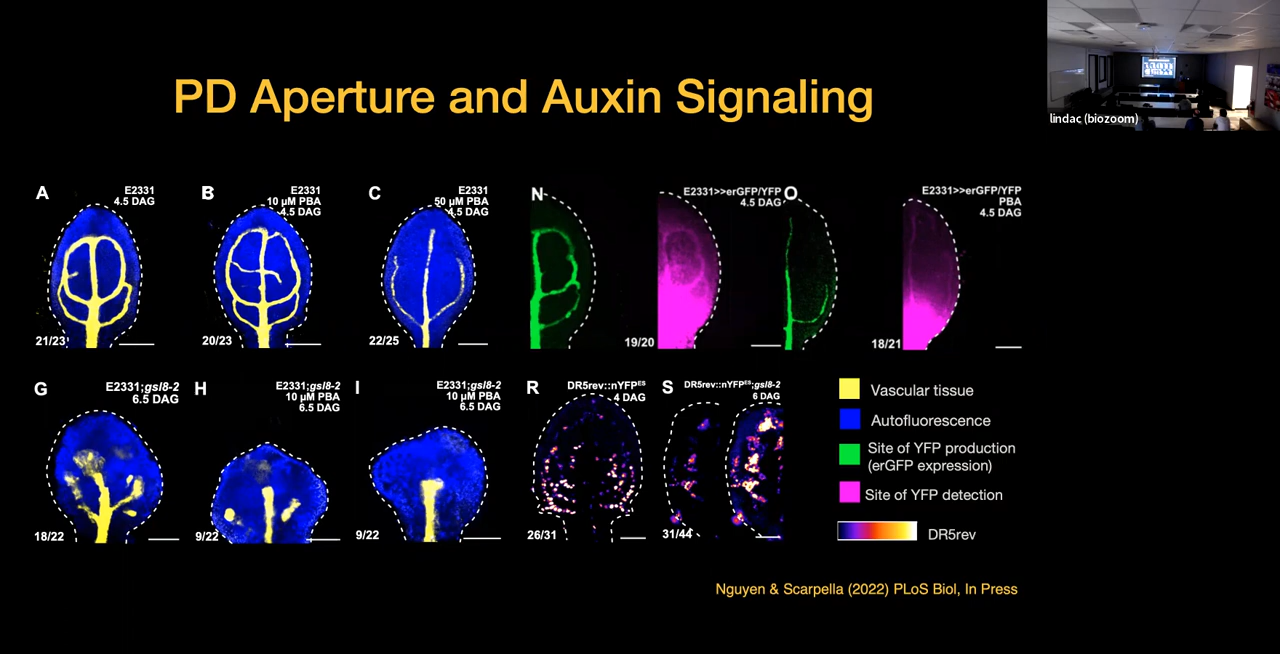 lindac (biozoom)
PD Aperture and Auxin Signaling
A
E2331
4.5 DAG
21/23
B
E2331
10 µM PBA
4.5 DAG
20/23
C
E2331
50 µM PBA
4.5 DAG
22/25
N
E2331>>erGFP/YFP
4.5 DAG
19/20
O
E2331>>erGFP/YFP
PBA
4.5 DAG
18/21
G
E2331;gsl8-2
6.5 DAG
18/22
H
E2331;gsl8-2
10 µM PBA
6.5 DAG
9/22
I
E2331;gsl8-2
10 µM PBA
6.5 DAG
9/22
R
DR5rev::nYFPᴱˢ
4 DAG
26/31
S
DR5rev::nYFPᴱˢ;gsl8-2
6 DAG
31/44
Vascular tissue
Autofluorescence
Site of YFP production
(erGFP expression)
Site of YFP detection
DR5rev
Nguyen & Scarpella (2022) PLoS Biol, In Press